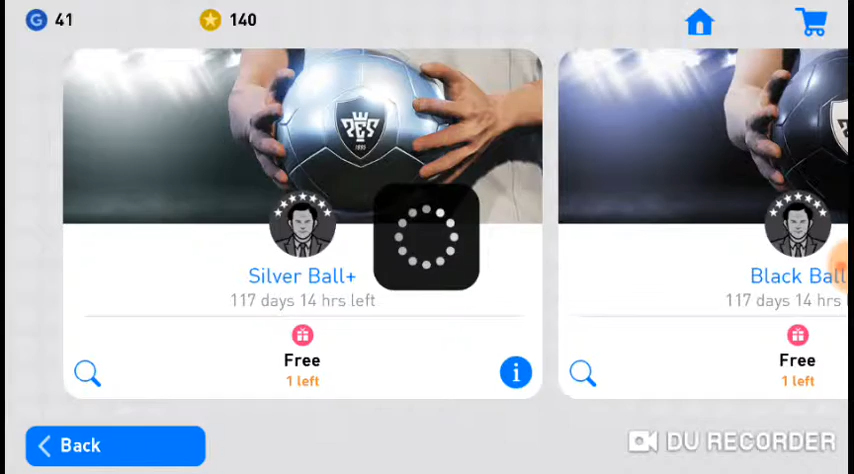 G 41
140
PES
Silver Ball+
117 days 14 hrs left
Free
1 left
i
Black Ball
117 days 14 hrs
Free
1 left
Back
DU RECORDER